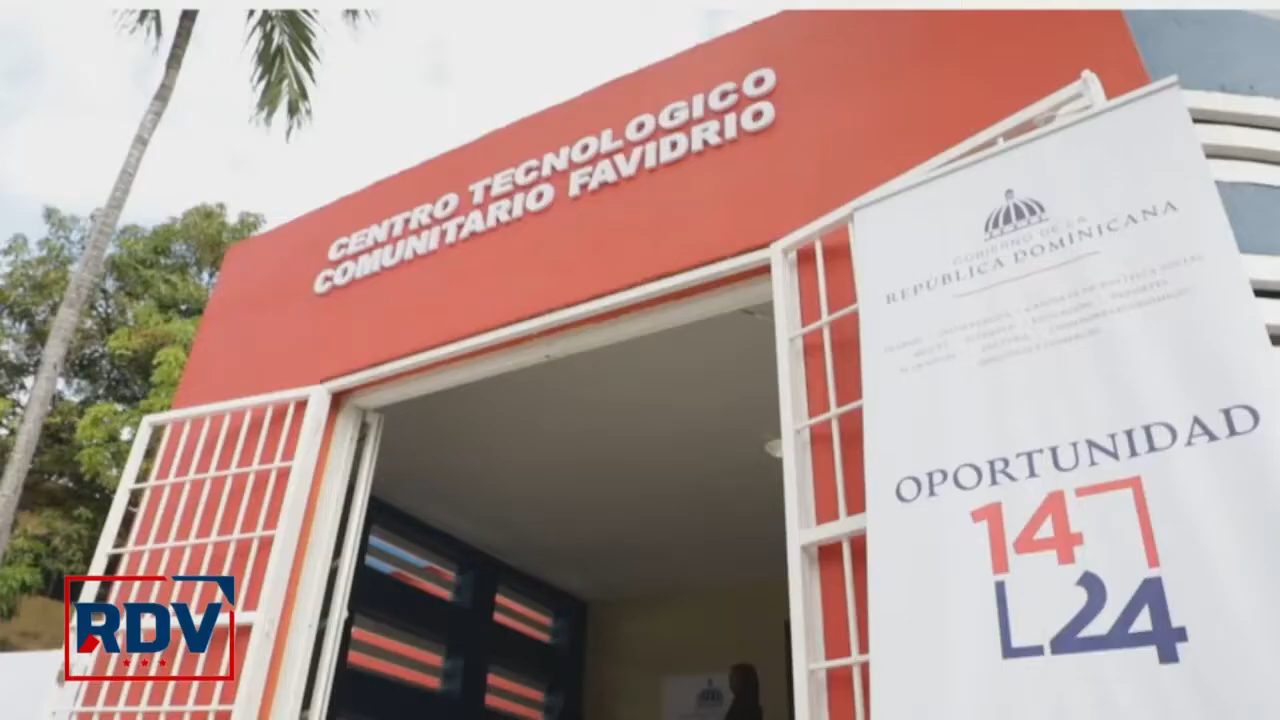 CENTRO TECNOLOGICO
COMUNITARIO FAVIDRIO
GOBIERNO DE LA
REPÚBLICA DOMINICANA
OPORTUNIDAD
14
24
RDV